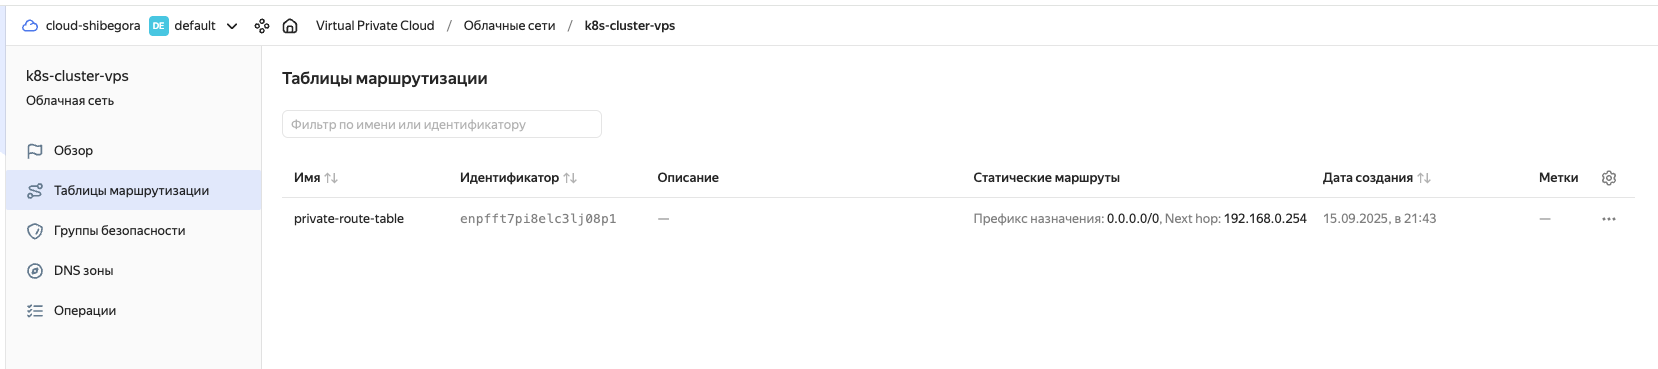 cloud-shibegora DE default Virtual Private Cloud / Облачные сети / k8s-cluster-vps
k8s-cluster-vps
Облачная сеть
Обзор
Таблицы маршрутизации
Группы безопасности
DNS зоны
Операции
Таблицы маршрутизации
Фильтр по имени или идентификатору
Имя Идентификатор Описание Статические маршруты Дата создания Метки
private-route-table enpfft7pi8elc3lj08p1 — Префикс назначения: 0.0.0.0/0, Next hop: 192.168.0.254 15.09.2025, в 21:43 —